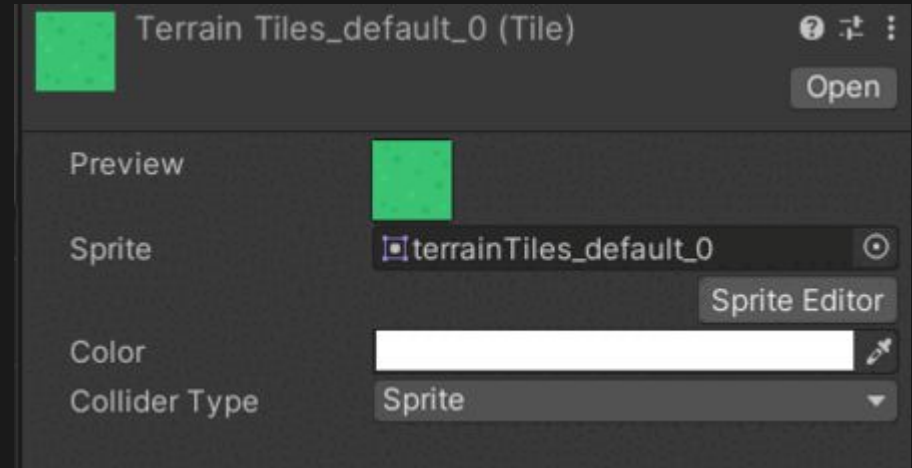 Terrain Tiles_default_0 (Tile)
Open
Preview
Sprite terrainTiles_default_0
Sprite Editor
Color
Collider Type Sprite